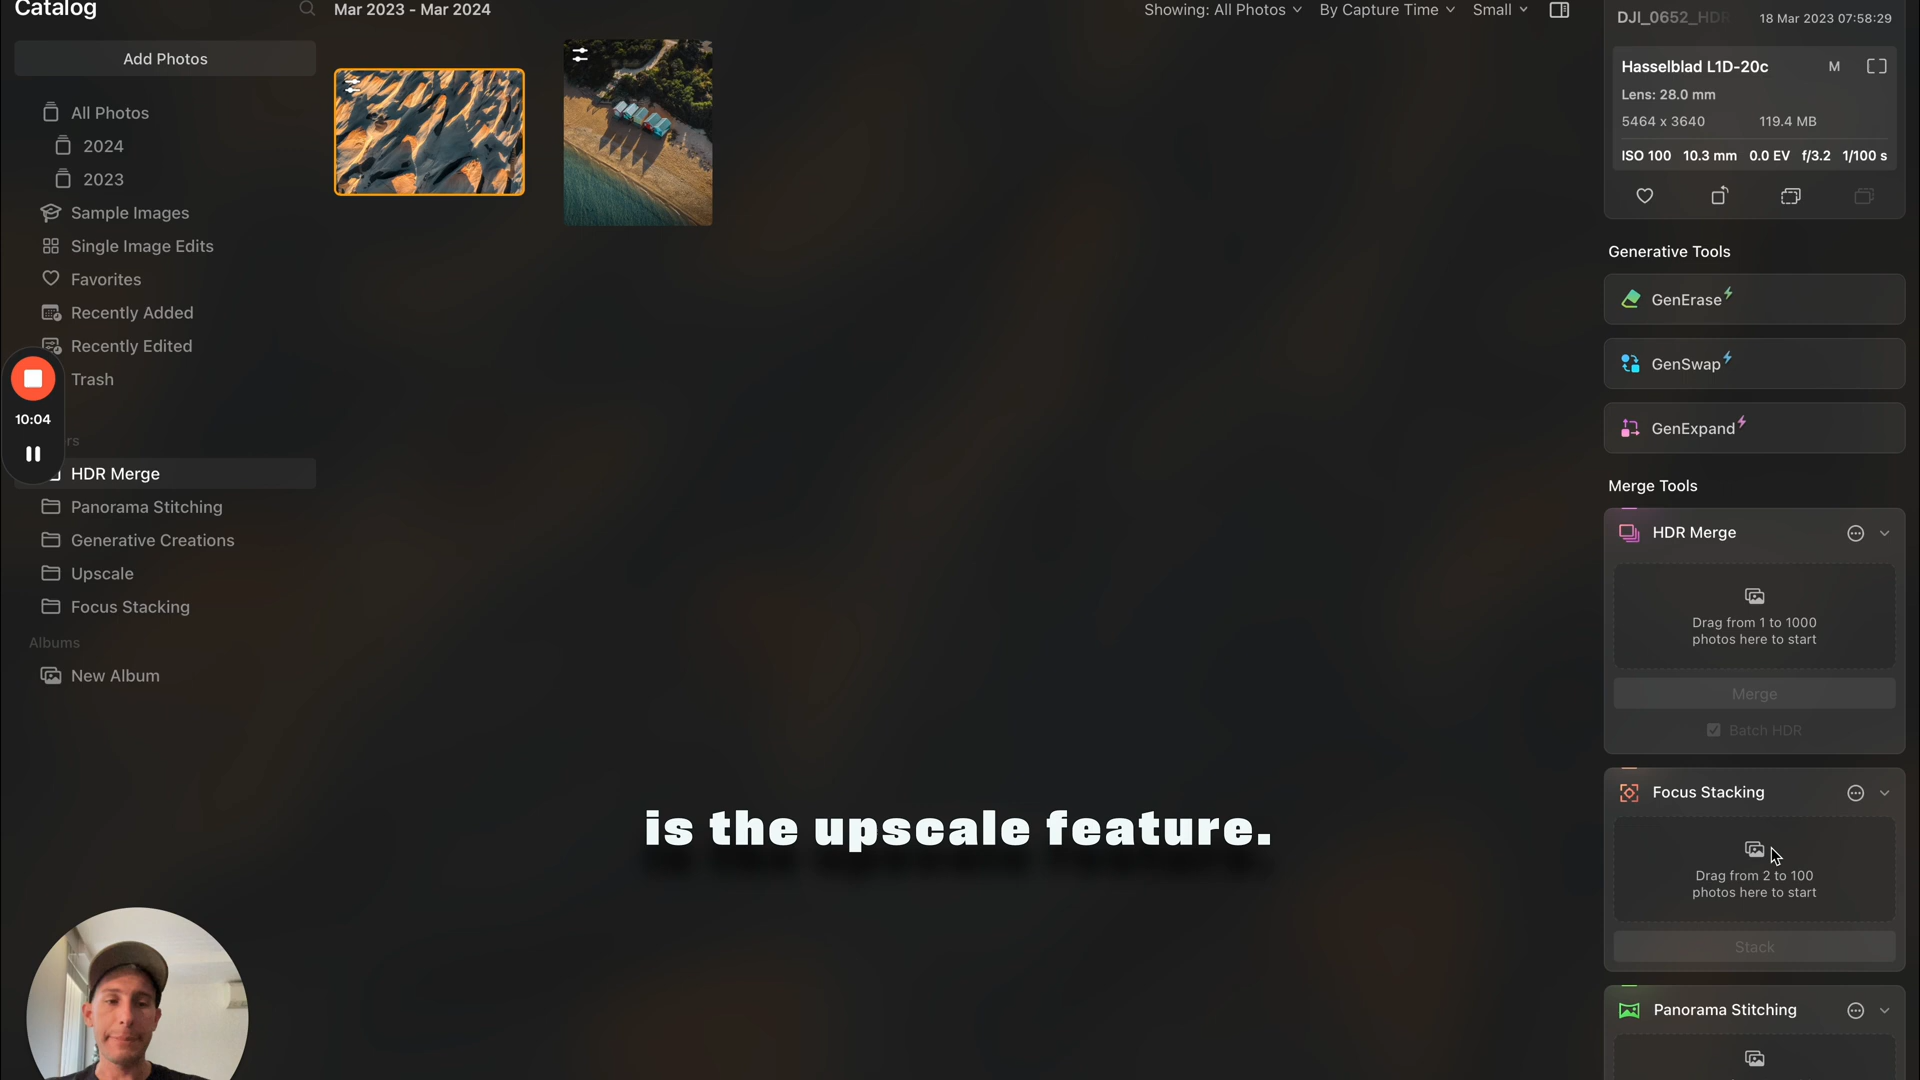 Catalog
Mar 2023 - Mar 2024
Showing: All Photos
By Capture Time
Small
Add Photos
All Photos
2024
2023
Sample Images
Single Image Edits
Favorites
Recently Added
Recently Edited
Trash
10:04
rs
HDR Merge
Panorama Stitching
Generative Creations
Upscale
Focus Stacking
Albums
New Album
is the upscale feature.
DJI_0652_HDR
18 Mar 2023 07:58:29
Hasselblad L1D-20c
M
Lens: 28.0 mm
5464 x 3640
119.4 MB
ISO 100
10.3 mm
0.0 EV
f/3.2
1/100 s
Generative Tools
GenErase
GenSwap
GenExpand
Merge Tools
HDR Merge
Drag from 1 to 1000
photos here to start
Merge
Batch HDR
Focus Stacking
Drag from 2 to 100
photos here to start
Stack
Panorama Stitching